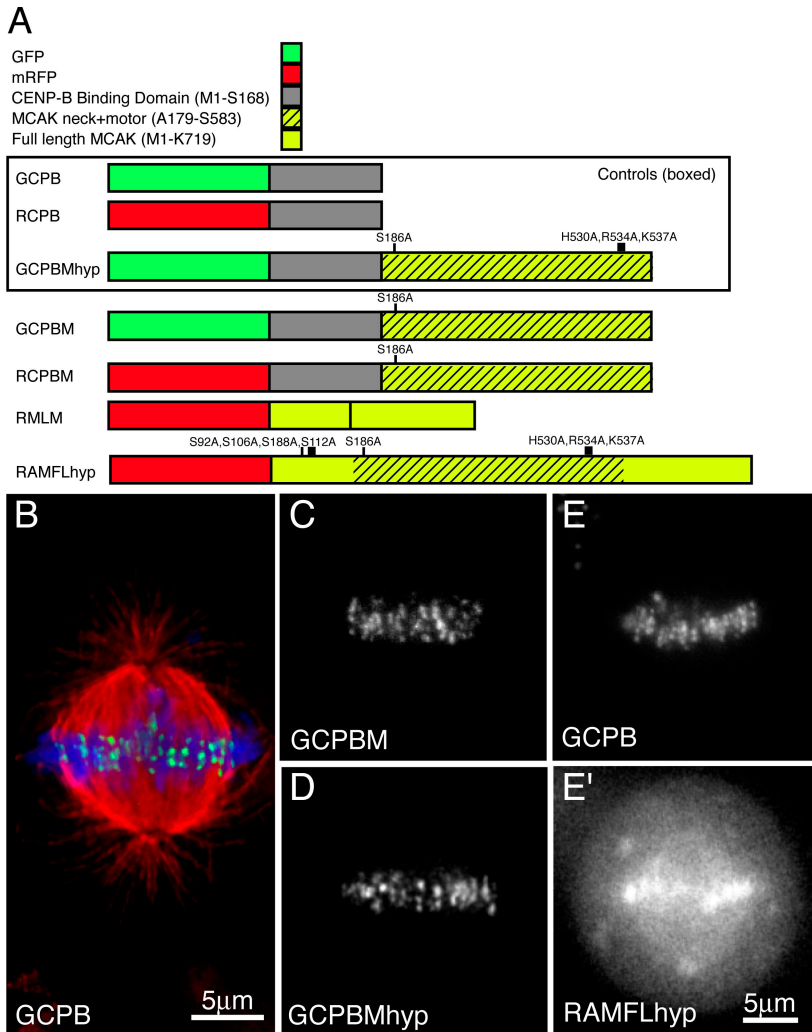 A
GFP
mRFP
CENP-B Binding Domain (M1-S168)
MCAK neck+motor (A179-S583)
Full length MCAK (M1-K719)
Controls (boxed)
GCPB
RCPB
S186A
H530A,R534A,K537A
GCPBMhyp
S186A
GCPBM
S186A
RCPBM
RMLM
S92A,S106A,S188A,S112A
S186A
H530A,R534A,K537A
RAMFLhyp
B
GCPB
5µm
C
GCPBM
D
GCPBMhyp
E
GCPB
E'
RAMFLhyp
5µm